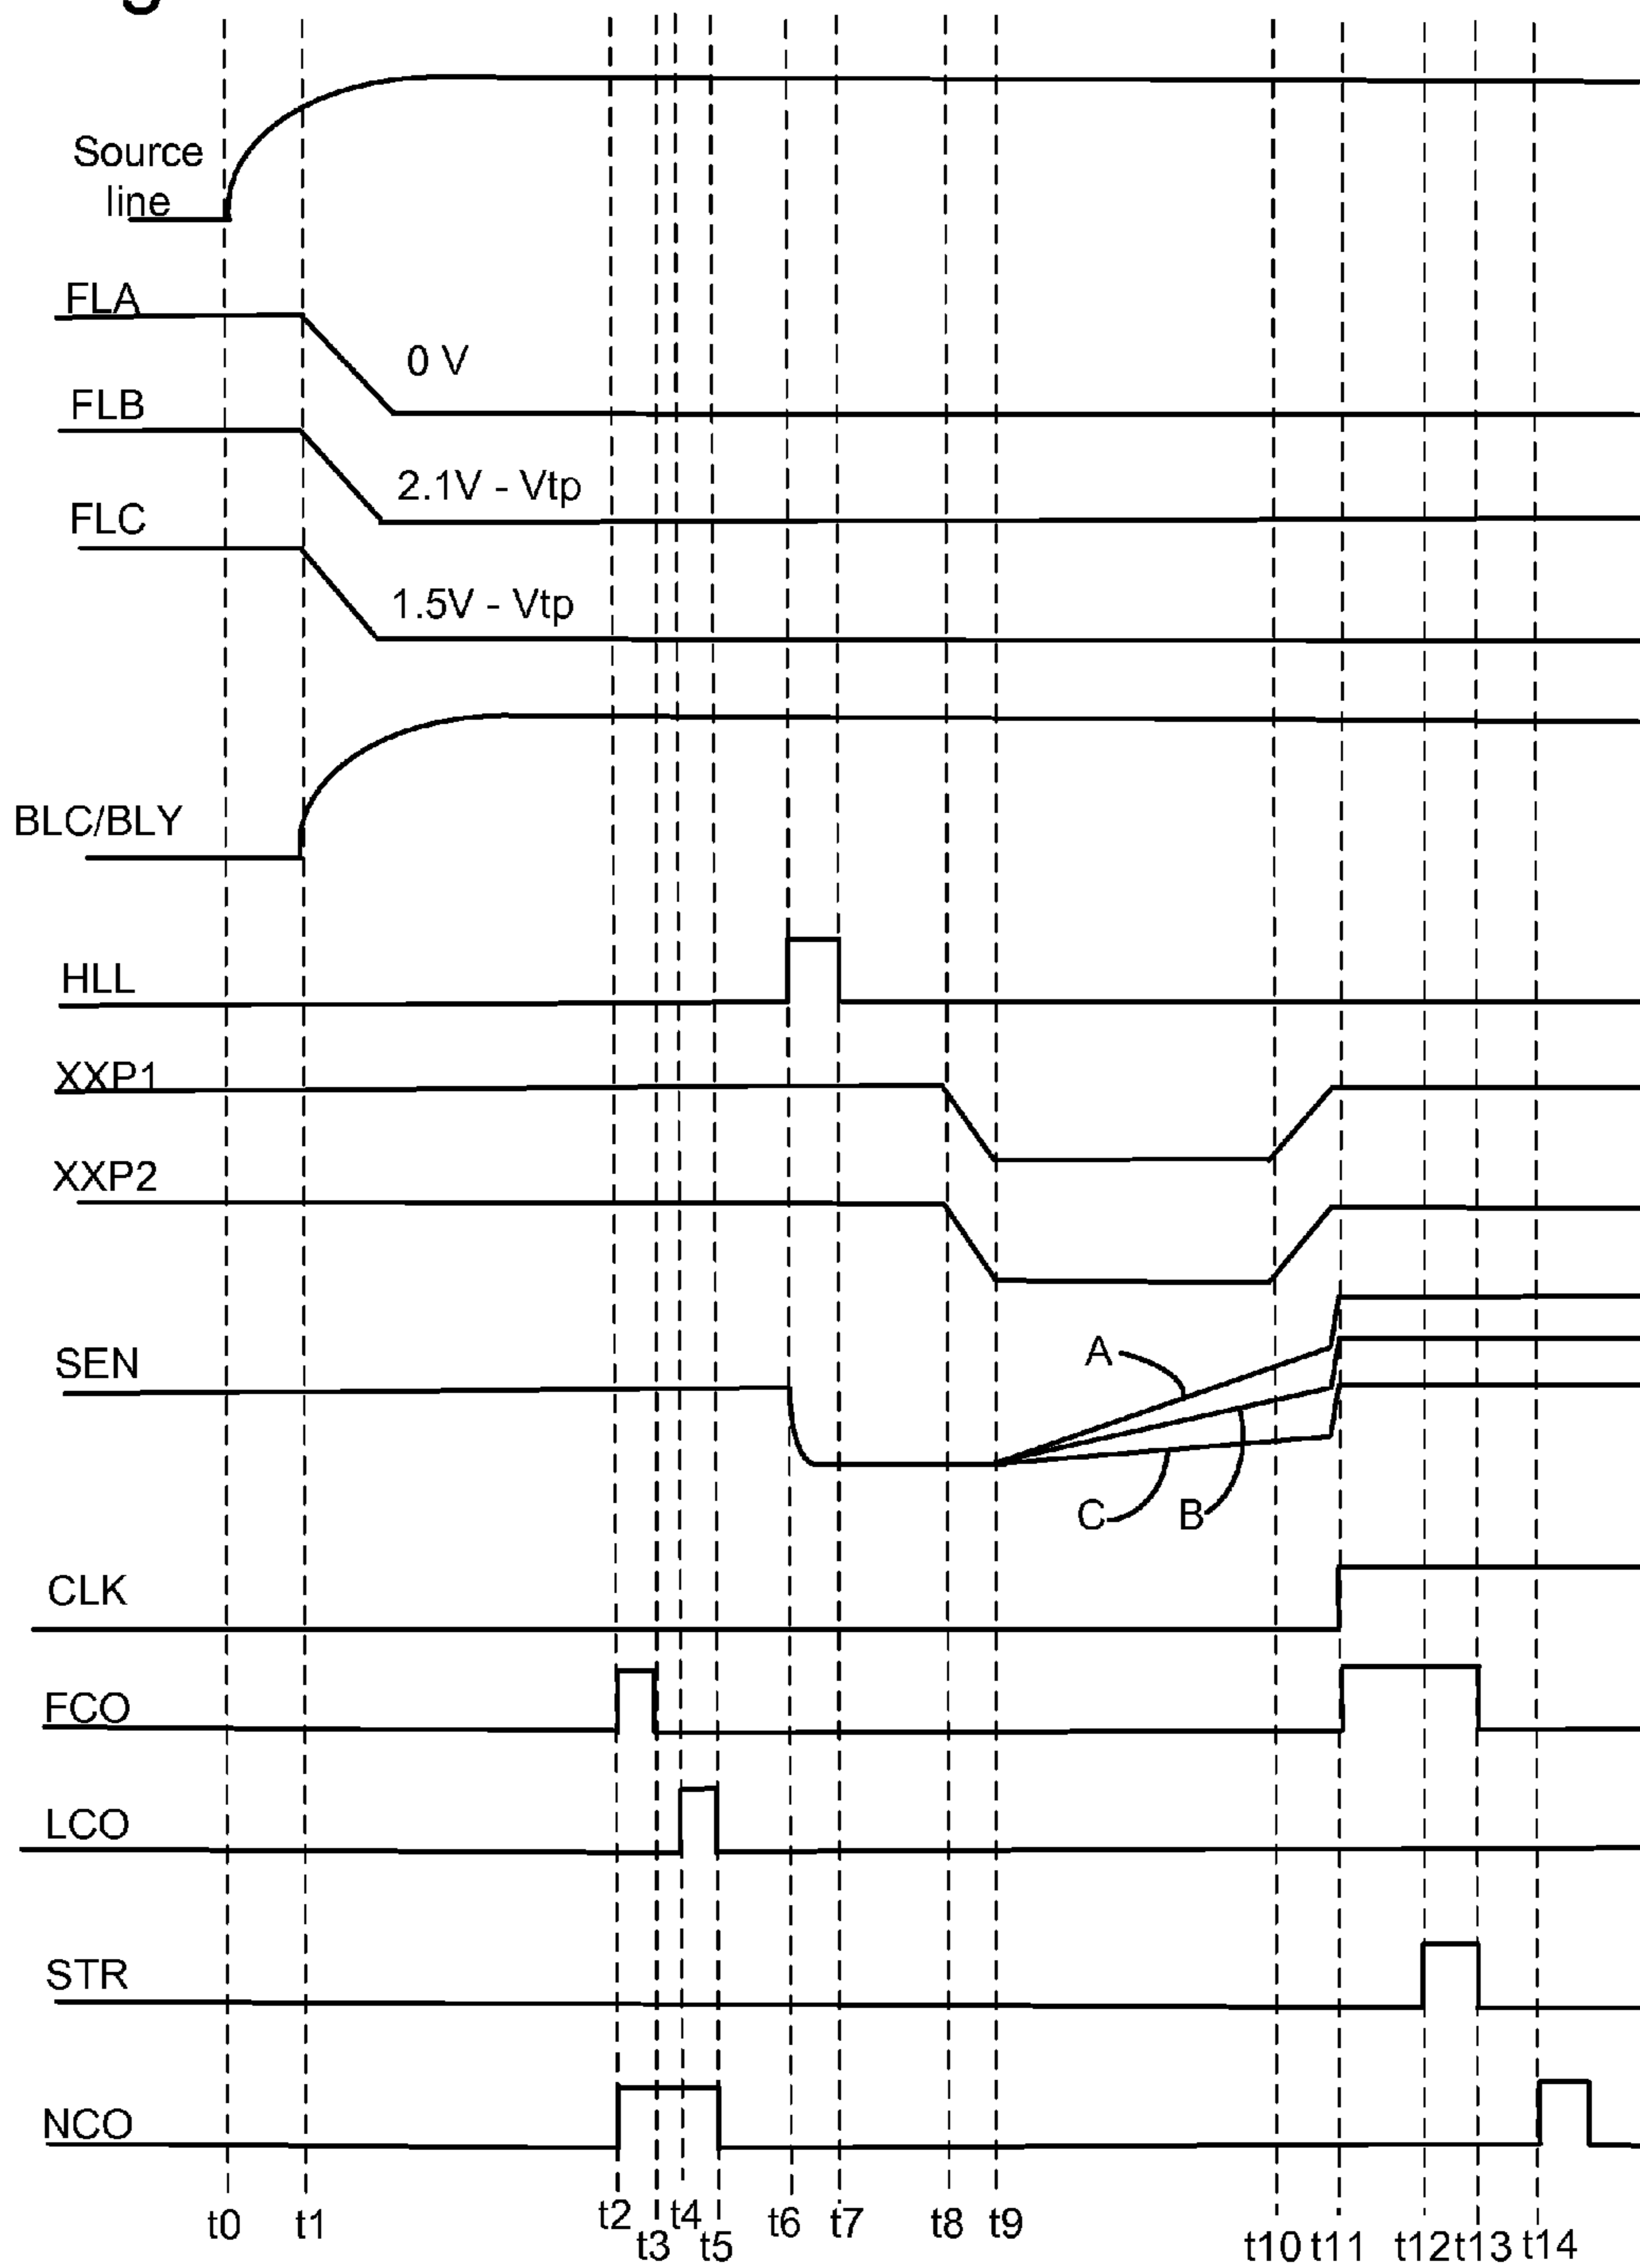 Source
line
FLA
0 V
FLB
2.1V - Vtp
FLC
1.5V - Vtp
BLC/BLY
HLL
XXP1
XXP2
A
SEN
C B
CLK
FCO
LCO
STR
NCO
t0 t1 t2 t3 t4 t5 t6 t7 t8 t9 t10 t11 t12 t13 t14